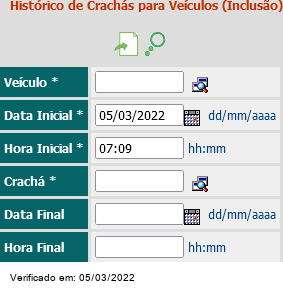 Histórico de Crachás para Veículos (Inclusão)
Veículo *
Data Inicial * 05/03/2022 dd/mm/aaaa
Hora Inicial * 07:09 hh:mm
Crachá *
Data Final dd/mm/aaaa
Hora Final hh:mm
Verificado em: 05/03/2022